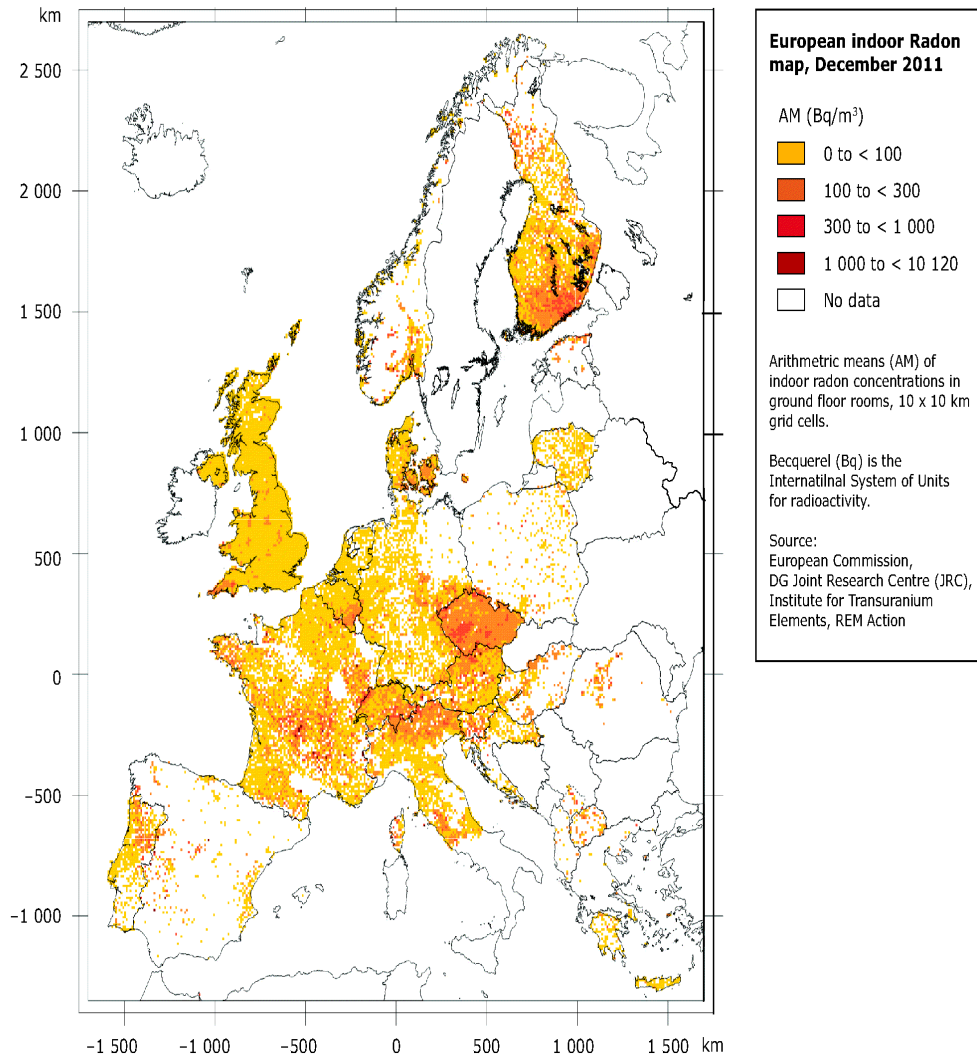 km
2 500
2 000
1 500
1 000
500
0
−500
−1 000
−1 500
−1 000
−500
0
500
1 000
1 500
km
European indoor Radon
map, December 2011
AM (Bq/m³)
0 to < 100
100 to < 300
300 to < 1 000
1 000 to < 10 120
No data
Arithmetric means (AM) of
indoor radon concentrations in
ground floor rooms, 10 x 10 km
grid cells.
Becquerel (Bq) is the
Internatilnal System of Units
for radioactivity.
Source:
European Commission,
DG Joint Research Centre (JRC),
Institute for Transuranium
Elements, REM Action